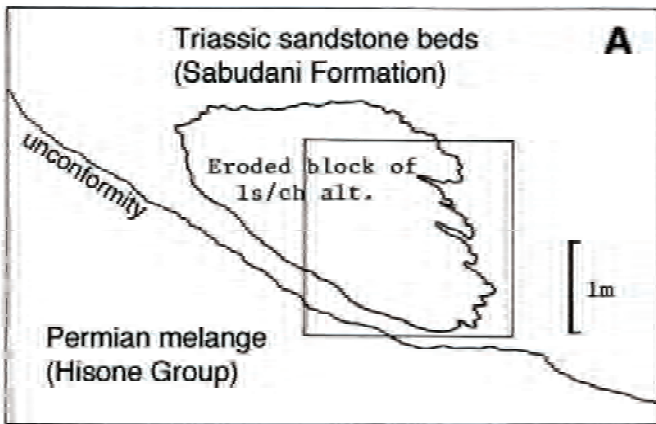 Triassic sandstone beds
(Sabudani Formation)
A
unconformity
Eroded block of
ls/ch alt.
1m
Permian melange
(Hisone Group)